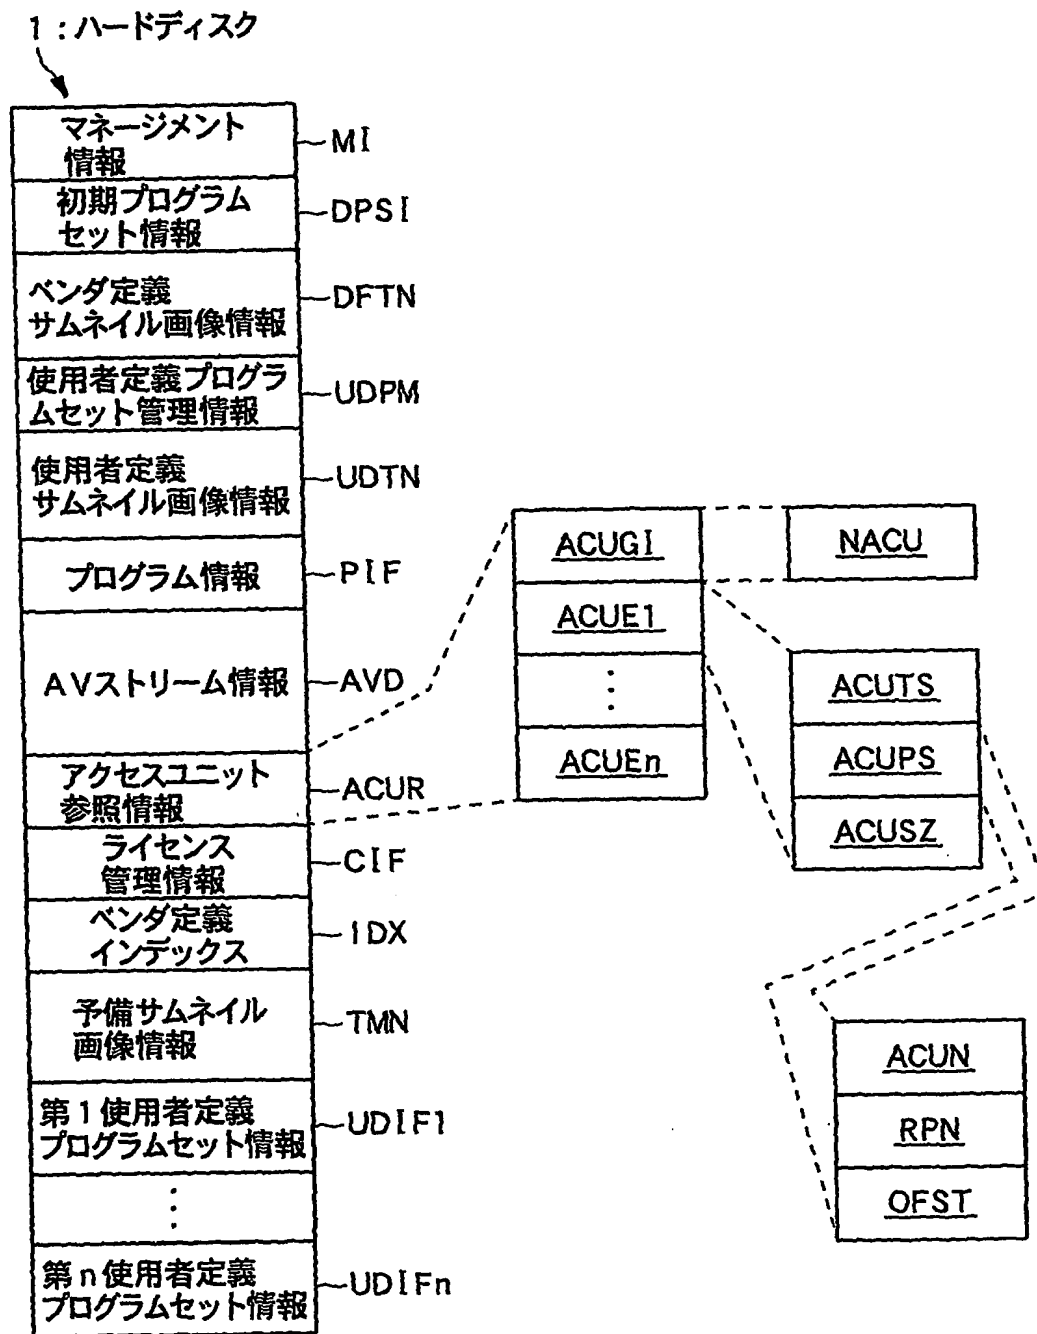 1:ハードディスク
マネージメント
情報
MI
初期プログラム
セット情報
DPSI
ベンダ定義
サムネイル画像情報
DFTN
使用者定義プログラ
ムセット管理情報
UDPM
使用者定義
サムネイル画像情報
UDTN
プログラム情報
PIF
AVストリーム情報
AVD
アクセスユニット
参照情報
ACUR
ライセンス
管理情報
CIF
ベンダ定義
インデックス
IDX
予備サムネイル
画像情報
TMN
第1使用者定義
プログラムセット情報
UDIF1
第n使用者定義
プログラムセット情報
UDIFn
ACUGI
ACUE1
ACUEn
NACU
ACUTS
ACUPS
ACUSZ
ACUN
RPN
OFST